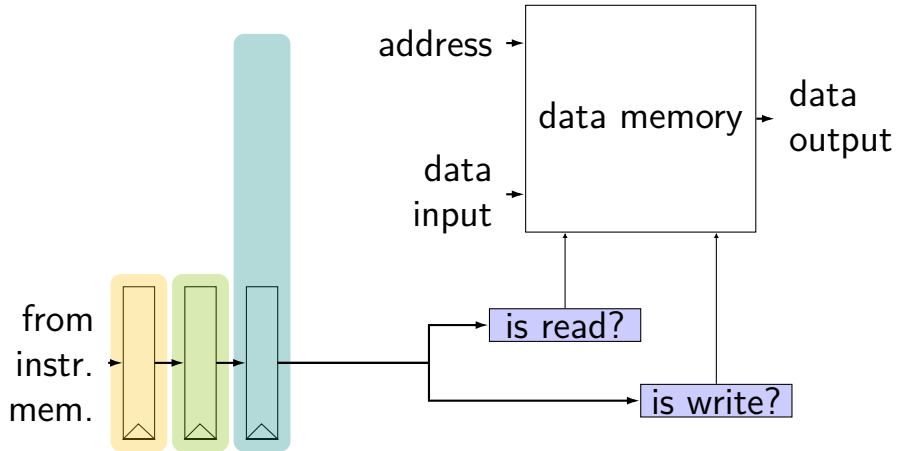 address
data memory
data
output
data
input
from
instr.
mem.
is read?
is write?